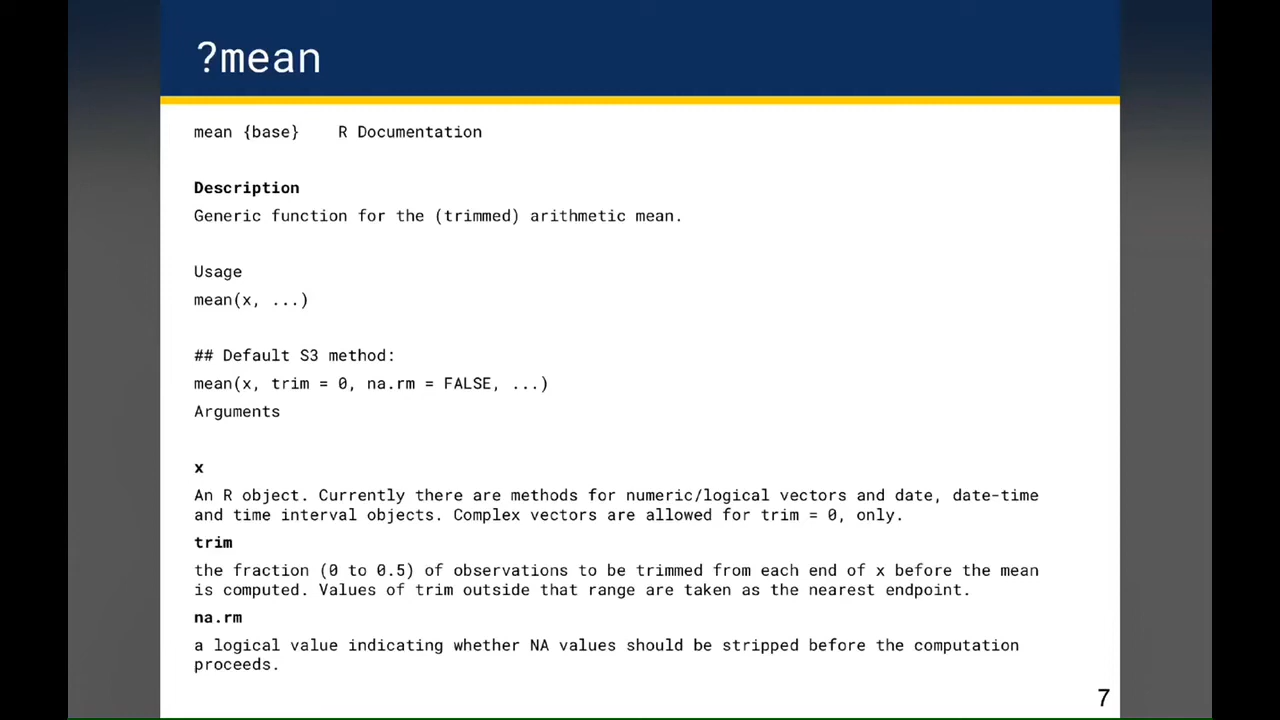 ?mean
mean {base}    R Documentation
Description
Generic function for the (trimmed) arithmetic mean.
Usage
mean(x, ...)
## Default S3 method:
mean(x, trim = 0, na.rm = FALSE, ...)
Arguments
x
An R object. Currently there are methods for numeric/logical vectors and date, date-time
and time interval objects. Complex vectors are allowed for trim = 0, only.
trim
the fraction (0 to 0.5) of observations to be trimmed from each end of x before the mean
is computed. Values of trim outside that range are taken as the nearest endpoint.
na.rm
a logical value indicating whether NA values should be stripped before the computation
proceeds.
7